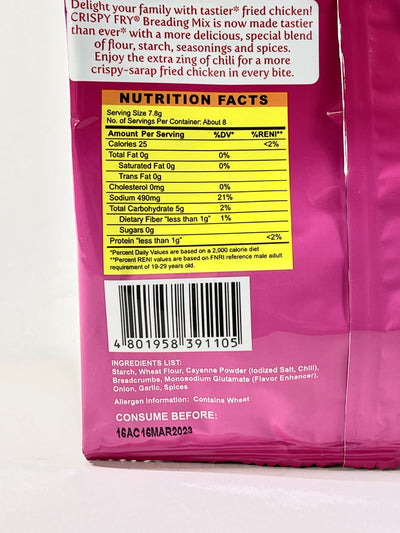 Delight your family with tastier* fried chicken!
CRISPY FRY® Breading Mix is now made tastier
than ever* with a more delicious, special blend
of flour, starch, seasonings and spices.
Enjoy the extra zing of chili for a more
crispy-sarap fried chicken in every bite.
NUTRITION FACTS
Serving Size 7.8g
No. of Servings Per Container: About 8
Amount Per Serving %DV* %RENI**
Calories 25 <2%
Total Fat 0g 0%
Saturated Fat 0g 0%
Trans Fat 0g
Cholesterol 0mg 0%
Sodium 490mg 21%
Total Carbohydrate 5g 2%
Dietary Fiber "less than 1g" 1%
Sugars 0g
Protein "less than 1g" <2%
*Percent Daily Values are based on a 2,000 calorie diet
**Percent RENI values are based on FNRI reference male adult
requirement of 19-29 years old.
4 801958 391105
INGREDIENTS LIST:
Starch, Wheat Flour, Cayenne Powder (Iodized Salt, Chili),
Breadcrumbs, Monosodium Glutamate (Flavor Enhancer),
Onion, Garlic, Spices
Allergen Information: Contains Wheat
CONSUME BEFORE:
16AC16MAR2023